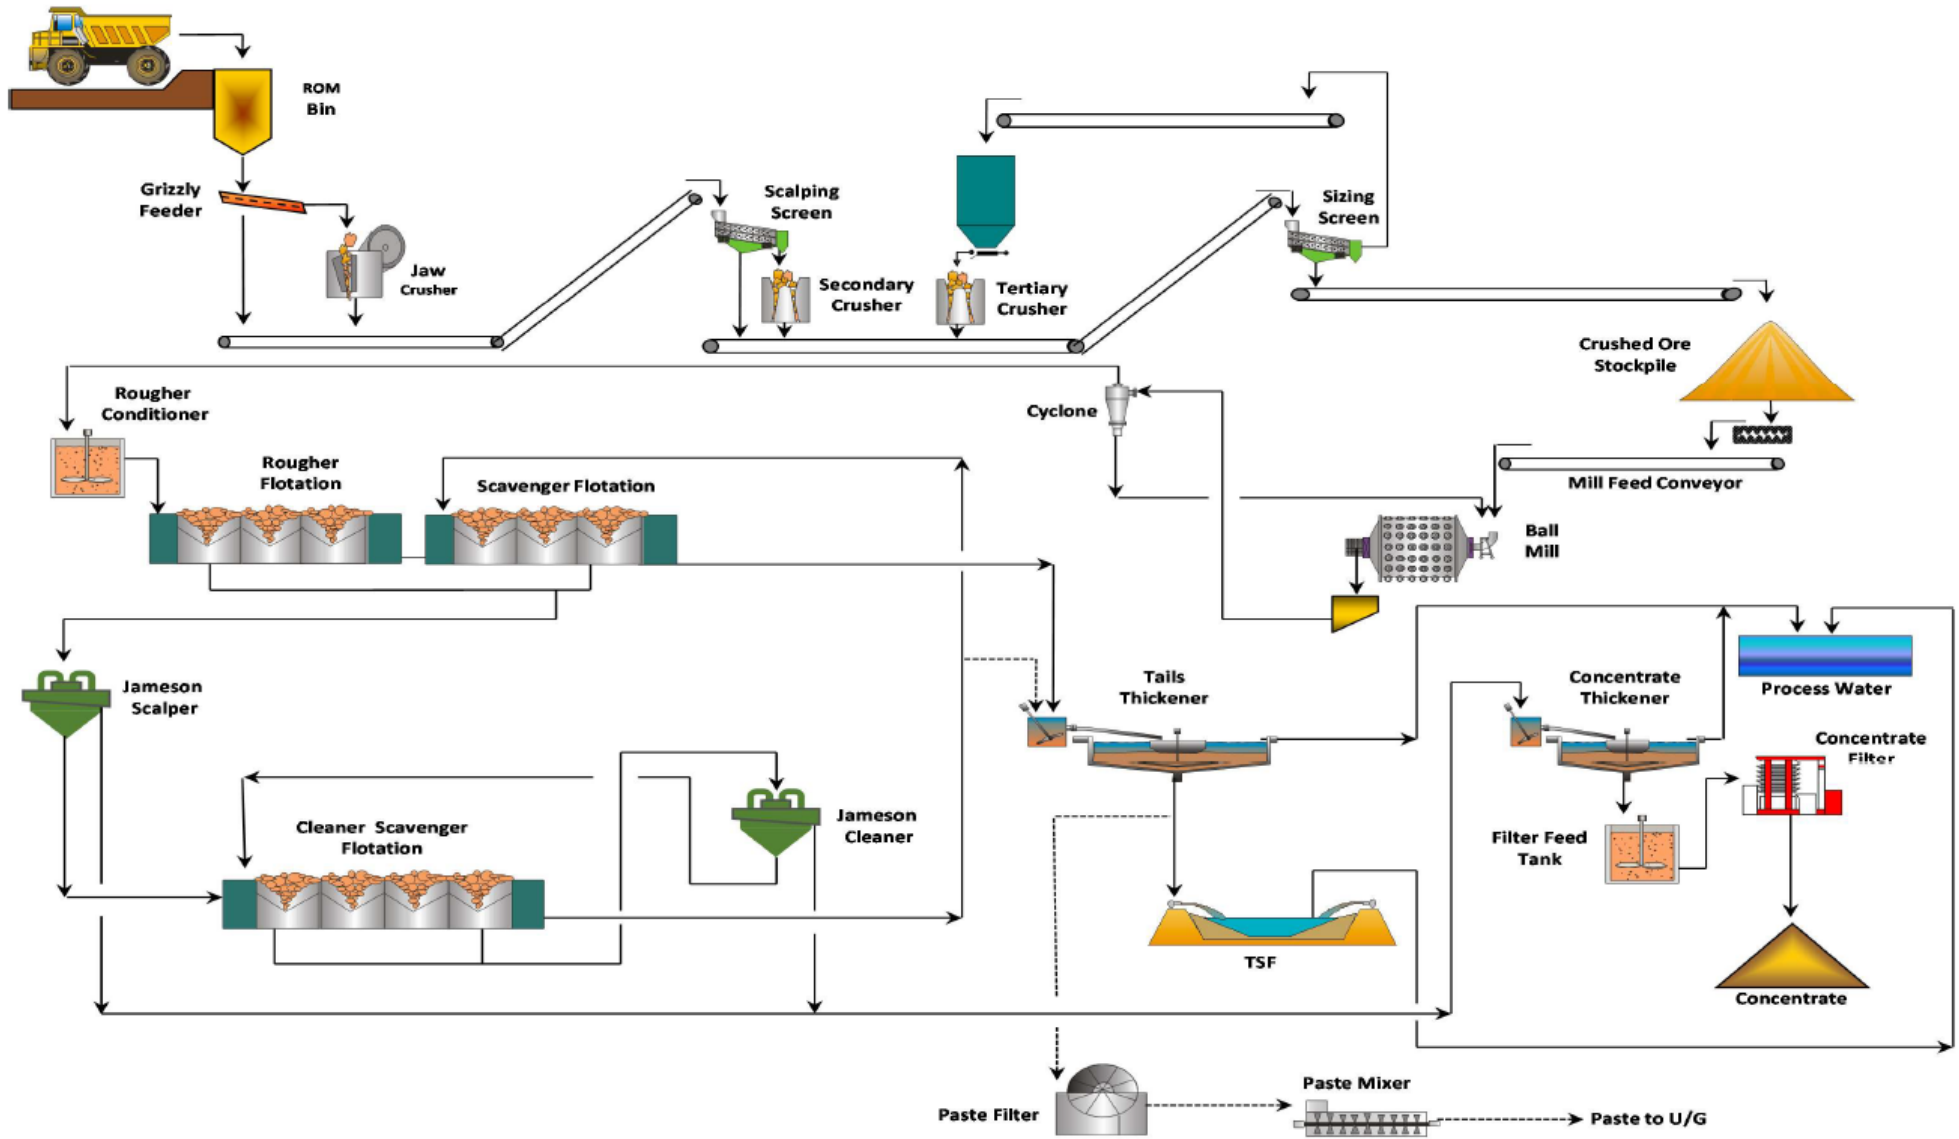 ROM
Bin
Grizzly
Feeder
Jaw
Crusher
Scalping
Screen
Secondary
Crusher
Tertiary
Crusher
Sizing
Screen
Crushed Ore
Stockpile
Rougher
Conditioner
Cyclone
Rougher
Flotation
Scavenger Flotation
Mill Feed Conveyor
Ball
Mill
Jameson
Scalper
Tails
Thickener
Concentrate
Thickener
Process Water
Concentrate
Filter
Cleaner Scavenger
Flotation
Jameson
Cleaner
Filter Feed
Tank
TSF
Concentrate
Paste Filter
Paste Mixer
Paste to U/G